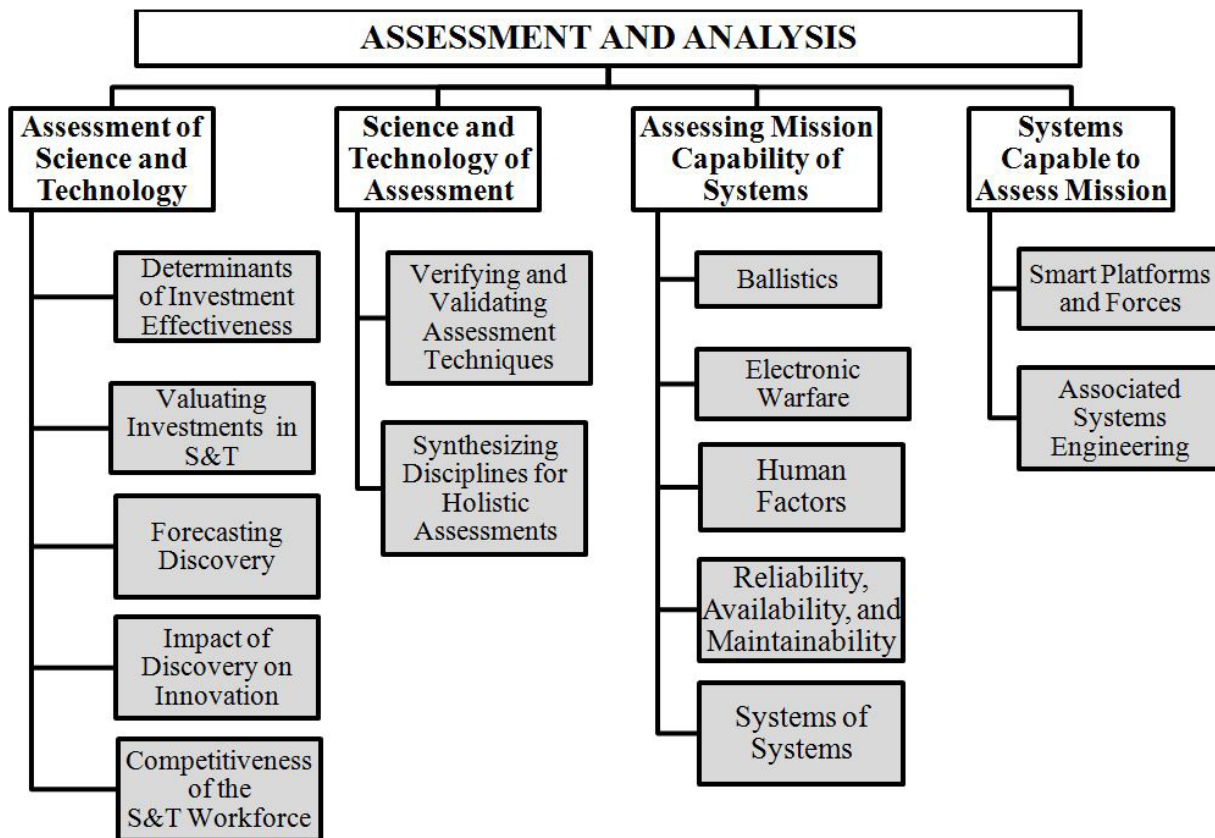 ASSESSMENT AND ANALYSIS
Assessment of
Science and
Technology
Determinants
of Investment
Effectiveness
Valuating
Investments in
S&T
Forecasting
Discovery
Impact of
Discovery on
Innovation
Competitiveness
of the
S&T Workforce
Science and
Technology of
Assessment
Verifying and
Validating
Assessment
Techniques
Synthesizing
Disciplines for
Holistic
Assessments
Assessing Mission
Capability of
Systems
Ballistics
Electronic
Warfare
Human
Factors
Reliability,
Availability, and
Maintainability
Systems of
Systems
Systems
Capable to
Assess Mission
Smart Platforms
and Forces
Associated
Systems
Engineering